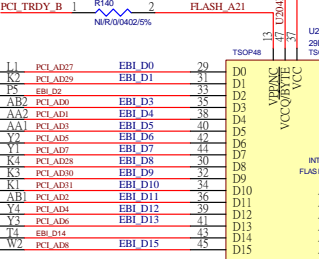 PCI_TRDY_B 1 R140 2 FLASH_A21
NI/R/0/0402/5%
U204
13 47 37
TSOP48
VPP/NC VCCQ/BYTE VCC
L1 PCI_AD27 EBI_D0 29 D0
K2 PCI_AD29 EBI_D1 31 D1
P5 EBI_D2 33 D2
AB2 PCI_AD0 EBI_D3 35 D3
AA2 PCI_AD1 EBI_D4 38 D4
AA1 PCI_AD3 EBI_D5 40 D5
Y2 PCI_AD5 EBI_D6 42 D6
Y1 PCI_AD7 EBI_D7 44 D7
K4 PCI_AD28 EBI_D8 30 D8
K3 PCI_AD30 EBI_D9 32 D9
K1 PCI_AD31 EBI_D10 34 D10
AB1 PCI_AD2 EBI_D11 36 D11
Y4 PCI_AD4 EBI_D12 39 D12
Y3 PCI_AD6 EBI_D13 41 D13
T4 EBI_D14 43 D14
W2 PCI_AD8 EBI_D15 45 D15